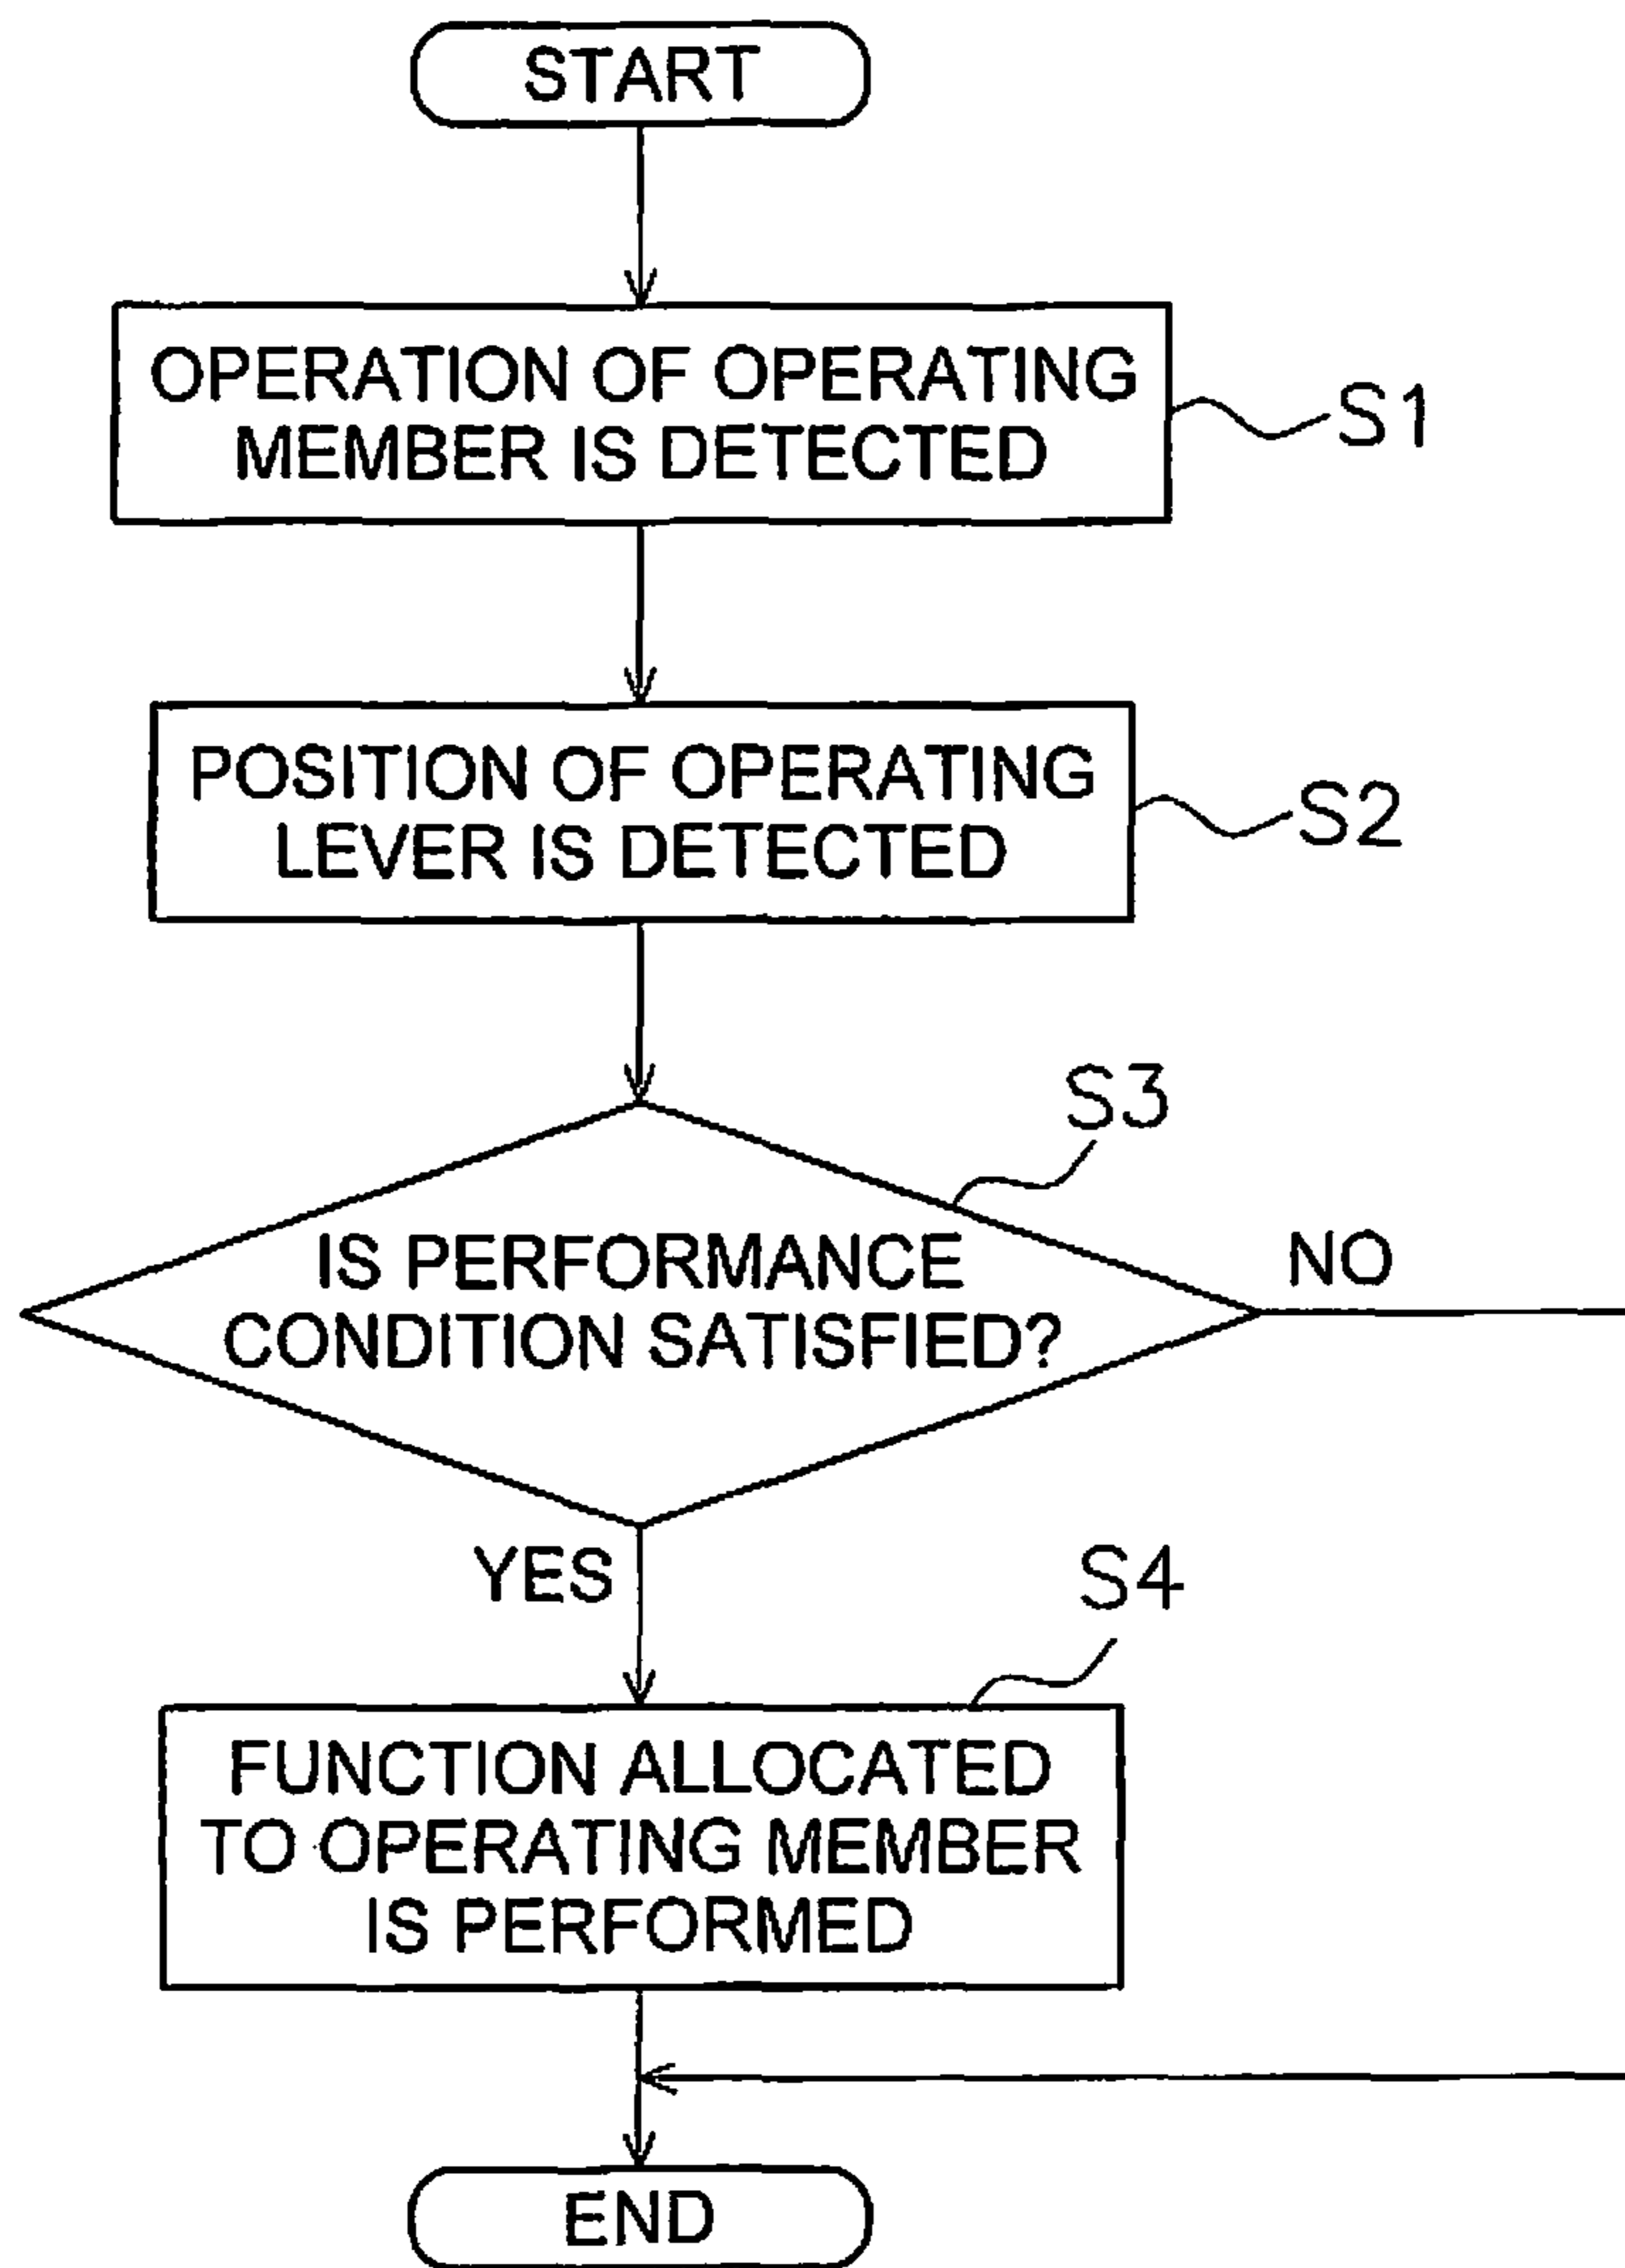 START
OPERATION OF OPERATING
MEMBER IS DETECTED
S1
POSITION OF OPERATING
LEVER IS DETECTED
S2
S3
IS PERFORMANCE
CONDITION SATISFIED?
NO
YES
S4
FUNCTION ALLOCATED
TO OPERATING MEMBER
IS PERFORMED
END